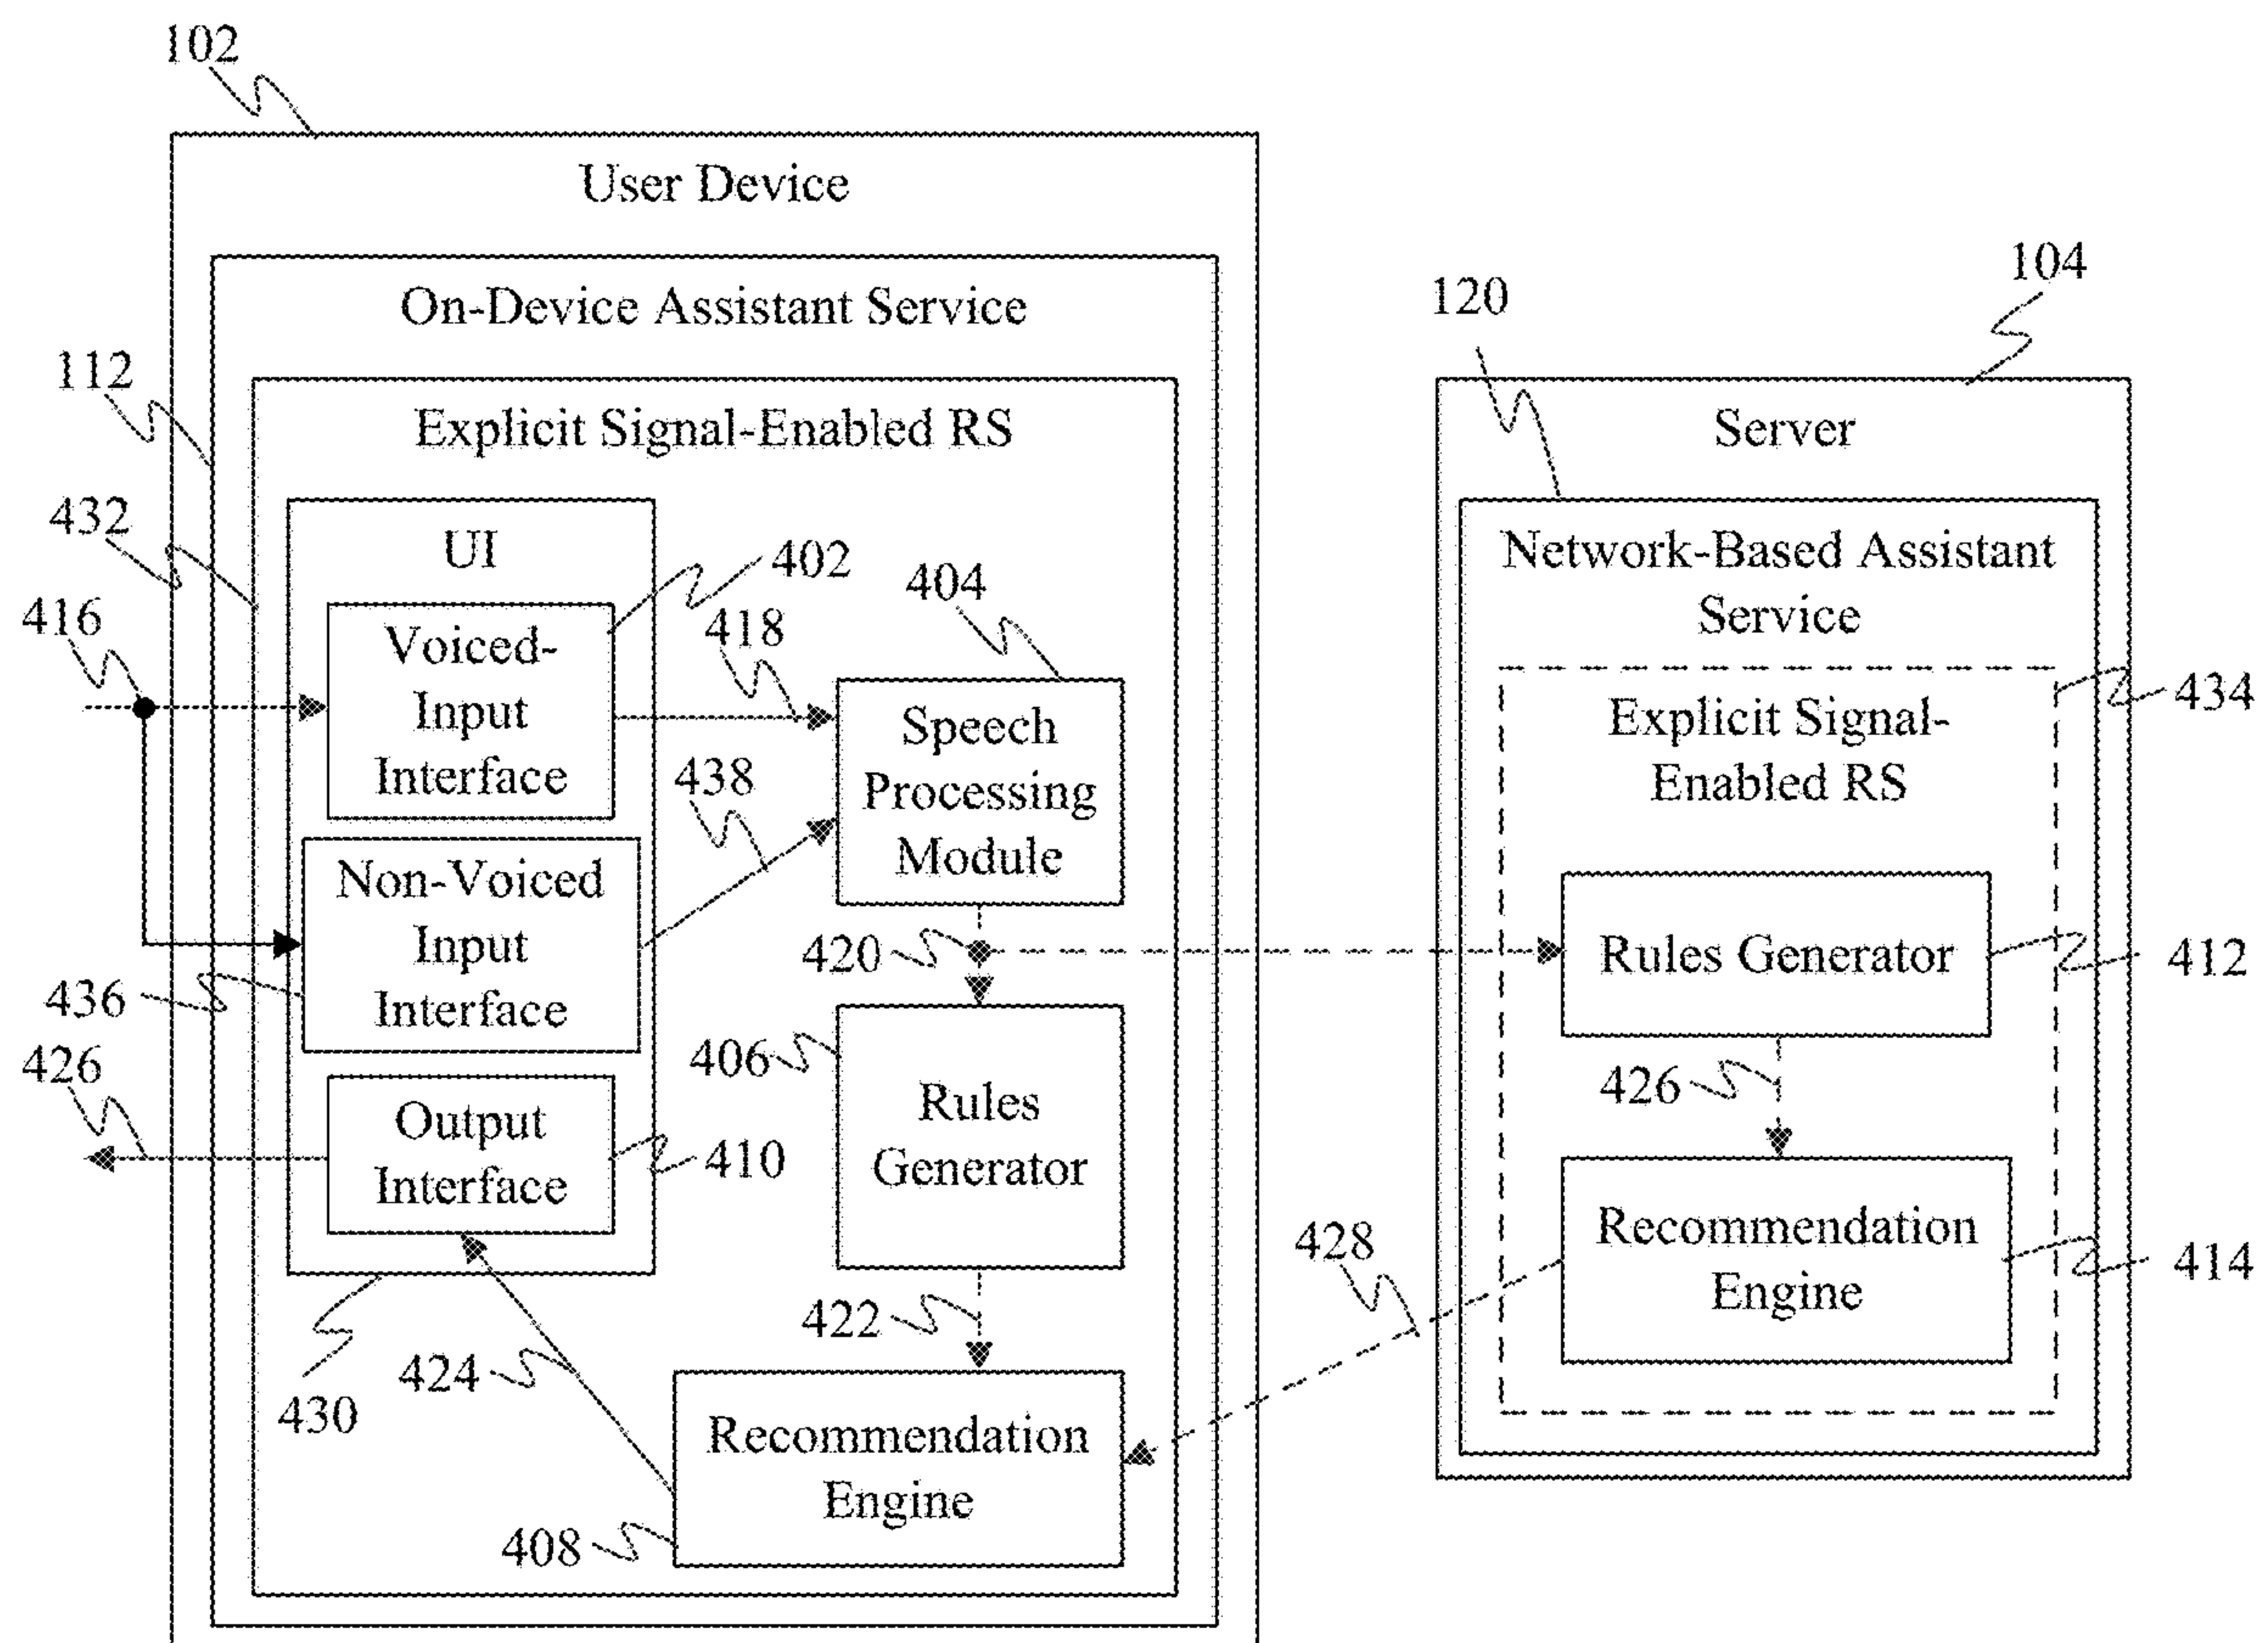 102
User Device
On-Device Assistant Service
112
Explicit Signal-Enabled RS
432
UI
402
416
Voiced-
Input
Interface
418
404
Speech
Processing
Module
438
Non-Voiced
Input
Interface
436
420
426
Output
Interface
410
406
Rules
Generator
422
424
430
Recommendation
Engine
408
104
120
Server
Network-Based Assistant
Service
434
Explicit Signal-
Enabled RS
Rules Generator
412
426
Recommendation
Engine
414
428